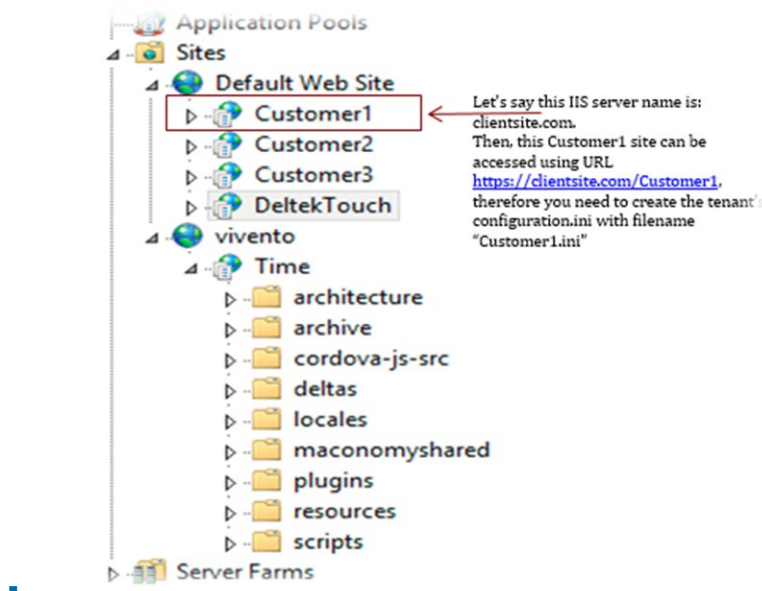 Application Pools
Sites
Default Web Site
Customer1
Customer2
Customer3
DeltekTouch
vivento
Time
architecture
archive
cordova-js-src
deltas
locales
maconomyshared
plugins
resources
scripts
Server Farms
Let's say this IIS server name is:
clientsite.com.
Then, this Customer1 site can be
accessed using URL
https://clientsite.com/Customer1,
therefore you need to create the tenant's
configuration.ini with filename
"Customer1.ini"